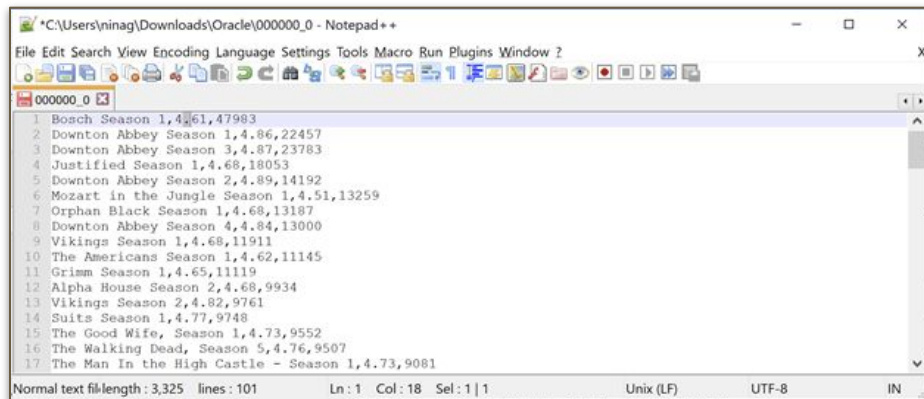 *C:\Users\ninag\Downloads\Oracle\000000_0 - Notepad++
File Edit Search View Encoding Language Settings Tools Macro Run Plugins Window ? X
000000_0
1 Bosch Season 1,4.61,47983
2 Downton Abbey Season 1,4.86,22457
3 Downton Abbey Season 3,4.87,23783
4 Justified Season 1,4.68,18053
5 Downton Abbey Season 2,4.89,14192
6 Mozart in the Jungle Season 1,4.51,13259
7 Orphan Black Season 1,4.68,13187
8 Downton Abbey Season 4,4.84,13000
9 Vikings Season 1,4.68,11911
10 The Americans Season 1,4.62,11145
11 Grimm Season 1,4.65,11119
12 Alpha House Season 2,4.68,9934
13 Vikings Season 2,4.82,9761
14 Suits Season 1,4.77,9748
15 The Good Wife, Season 1,4.73,9552
16 The Walking Dead, Season 5,4.76,9507
17 The Man In the High Castle - Season 1,4.73,9081
Normal text fil length : 3,325 lines : 101 Ln : 1 Col : 18 Sel : 1 | 1 Unix (LF) UTF-8 IN